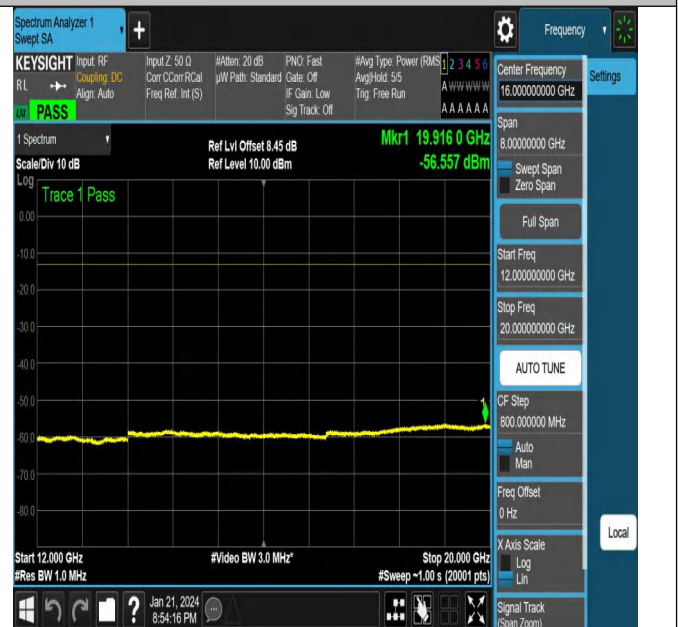 Spectrum Analyzer 1
Swept SA
+
Frequency
KEYSIGHT
RL
PASS
Input: RF
Coupling: DC
Align: Auto
Input Z: 50 Ω
Corr CCorr RCal
Freq Ref: Int (S)
#Atten: 20 dB
µW Path: Standard
PNO: Fast
Gate: Off
IF Gain: Low
Sig Track: Off
#Avg Type: Power (RMS
Avg|Hold: 5/5
Trig: Free Run
1 2 3 4 5 6
A W W W W W
A A A A A A
1 Spectrum
Scale/Div 10 dB
Ref Lvl Offset 8.45 dB
Ref Level 10.00 dBm
Mkr1 19.916 0 GHz
-56.557 dBm
Log
Trace 1 Pass
0.00
-10.0
-20.0
-30.0
-40.0
-50.0
-60.0
-70.0
-80.0
1
Start 12.000 GHz
#Res BW 1.0 MHz
#Video BW 3.0 MHz*
Stop 20.000 GHz
#Sweep ~1.00 s (20001 pts)
Jan 21, 2024
8:54:16 PM
Center Frequency
16.00000000 GHz
Settings
Span
8.00000000 GHz
Swept Span
Zero Span
Full Span
Start Freq
12.000000000 GHz
Stop Freq
20.000000000 GHz
AUTO TUNE
CF Step
800.000000 MHz
Auto
Man
Freq Offset
0 Hz
X Axis Scale
Log
Lin
Local
Signal Track
(Span Zoom)